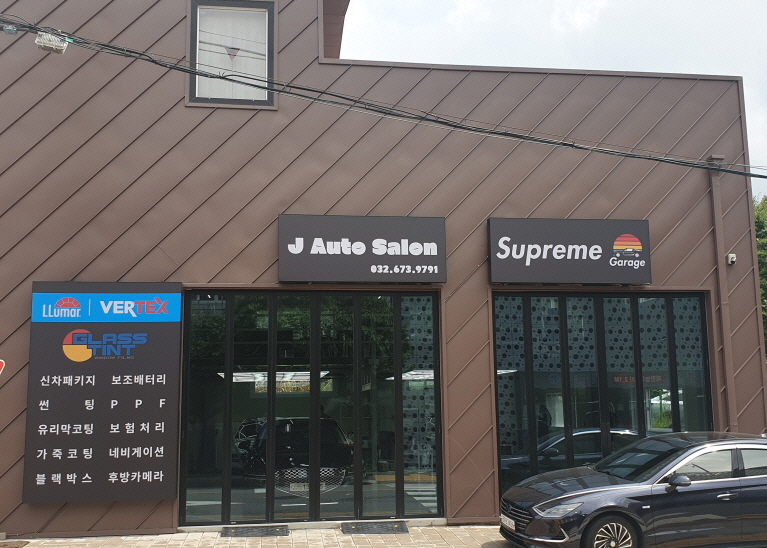 J Auto Salon
032.673.9791
Supreme
Garage
LLumar. VERTEX
GLASS
TINT
신차패키지 보조배터리
썬 팅 P P F
유리막코팅 보험처리
가죽코팅 네비게이션
블랙박스 후방카메라